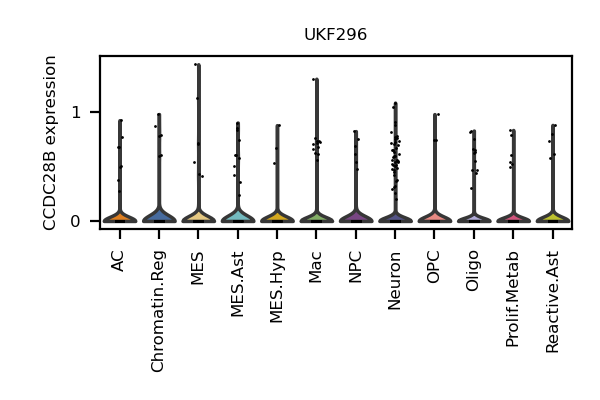 UKF296
CCDC28B expression
1
0
AC
Chromatin.Reg
MES
MES.Ast
MES.Hyp
Mac
NPC
Neuron
OPC
Oligo
Prolif.Metab
Reactive.Ast